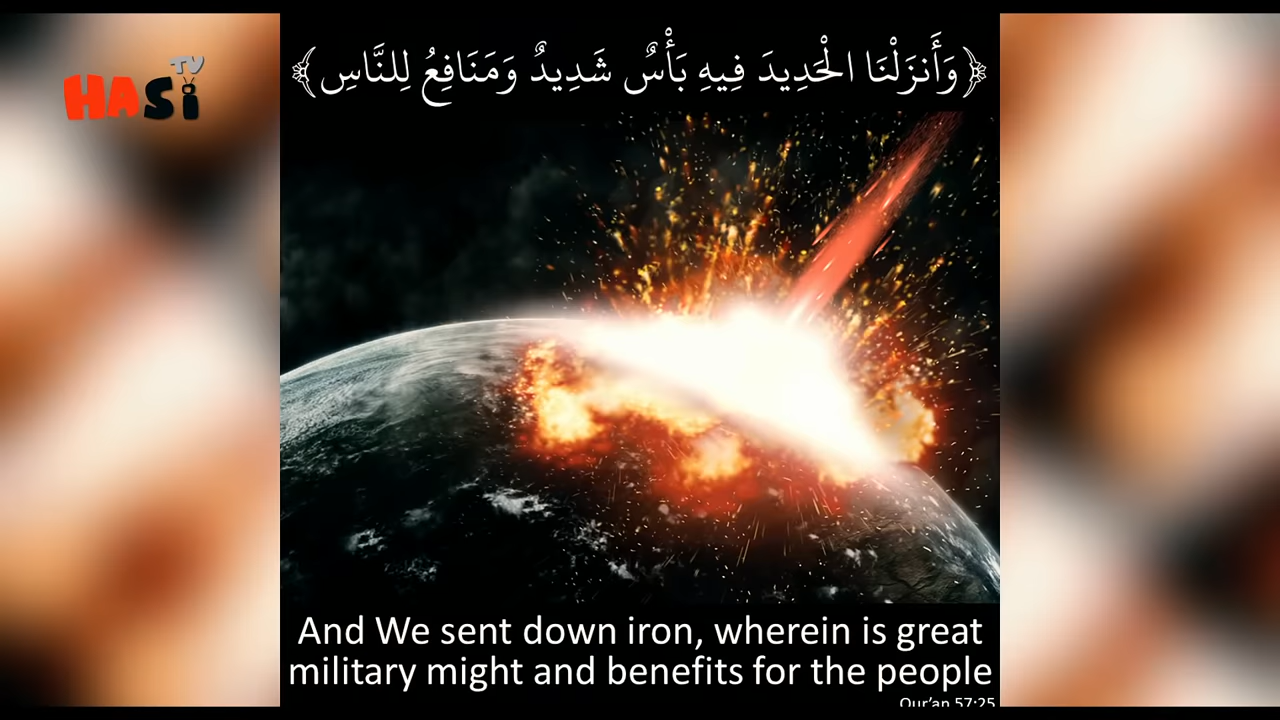 HASi TV
﴿وَأَنزَلْنَا الْحَدِيدَ فِيهِ بَأْسٌ شَدِيدٌ وَمَنَافِعُ لِلنَّاسِ﴾
And We sent down iron, wherein is great
military might and benefits for the people
Qur’an 57:25